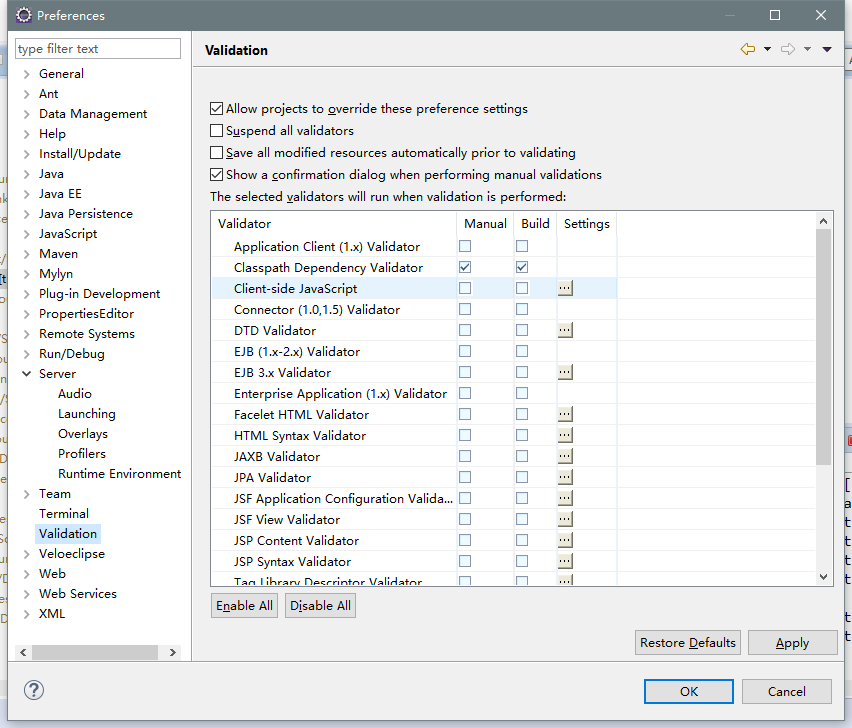 Preferences
type filter text
General
Ant
Data Management
Help
Install/Update
Java
Java EE
Java Persistence
JavaScript
Maven
Mylyn
Plug-in Development
PropertiesEditor
Remote Systems
Run/Debug
Server
Audio
Launching
Overlays
Profilers
Runtime Environment
Team
Terminal
Validation
Veloeclipse
Web
Web Services
XML
Validation
Allow projects to override these preference settings
Suspend all validators
Save all modified resources automatically prior to validating
Show a confirmation dialog when performing manual validations
The selected validators will run when validation is performed:
Validator Manual Build Settings
Application Client (1.x) Validator
Classpath Dependency Validator
Client-side JavaScript ...
Connector (1.0,1.5) Validator
DTD Validator ...
EJB (1.x-2.x) Validator
EJB 3.x Validator ...
Enterprise Application (1.x) Validator
Facelet HTML Validator ...
HTML Syntax Validator ...
JAXB Validator ...
JPA Validator ...
JSF Application Configuration Valida... ...
JSF View Validator ...
JSP Content Validator ...
JSP Syntax Validator ...
Tag Library Descriptor Validator ...
Enable All Disable All
Restore Defaults Apply
? OK Cancel